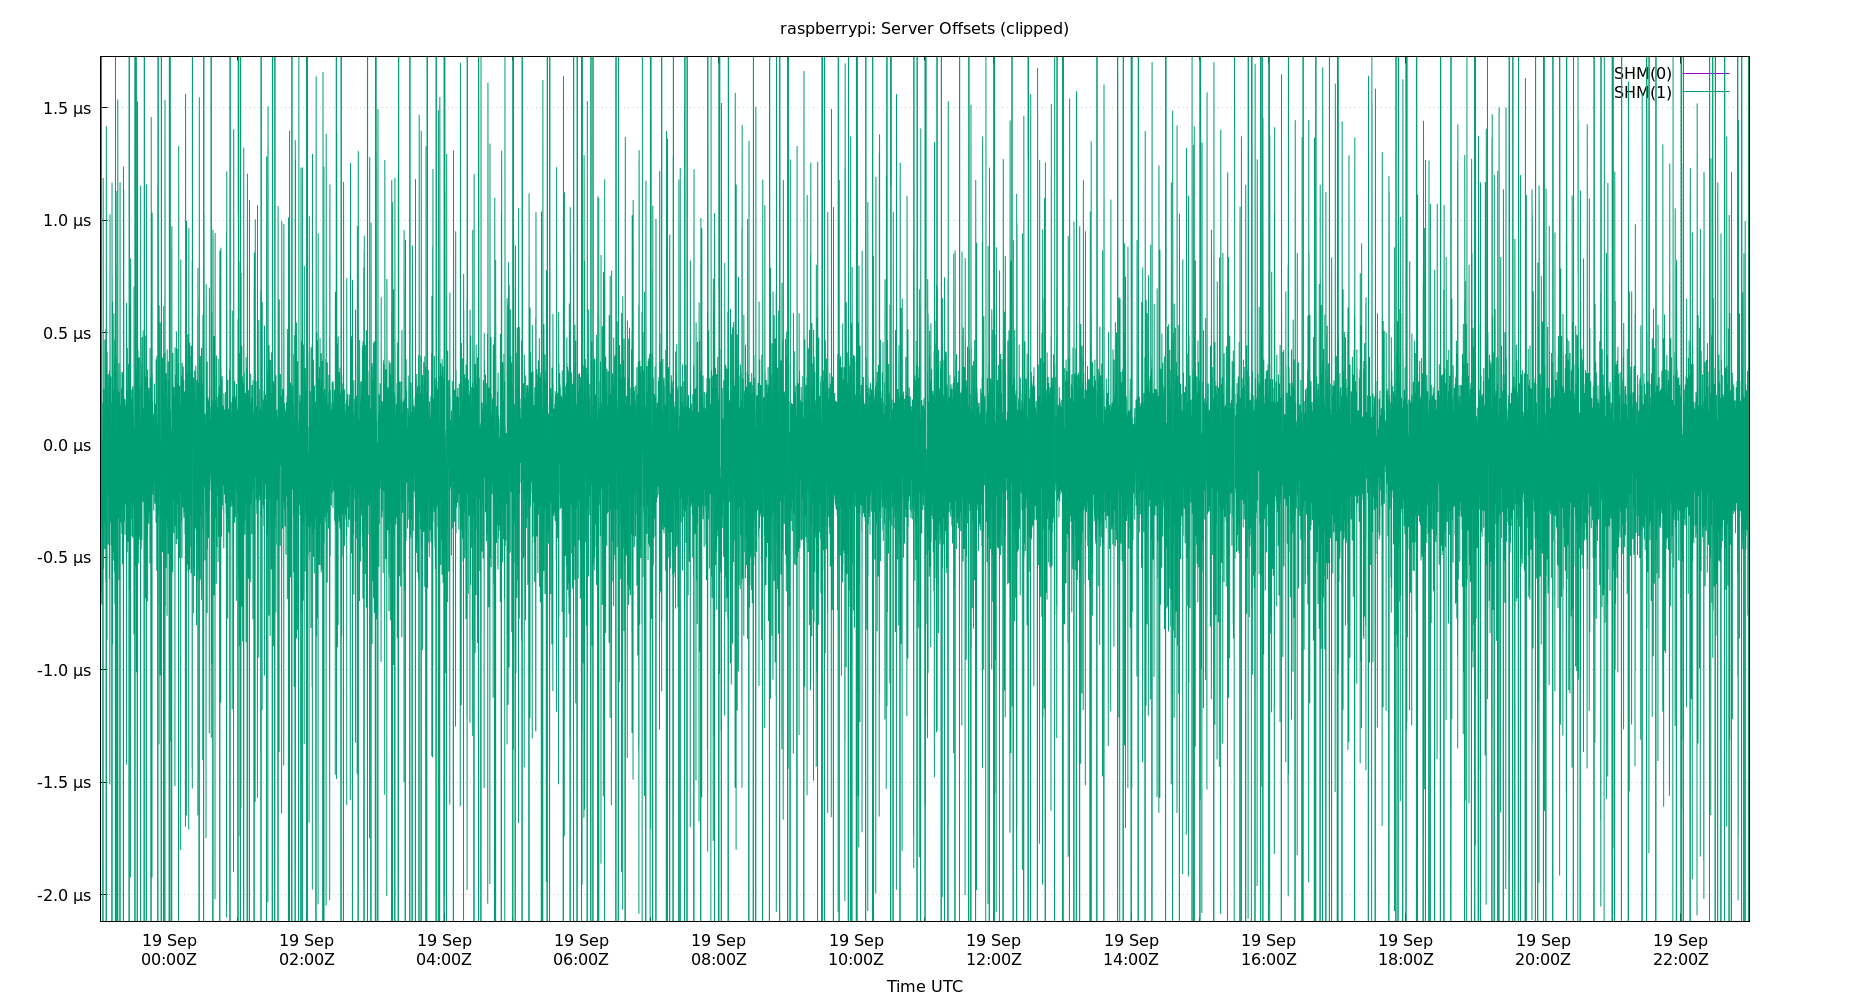 raspberrypi: Server Offsets (clipped)
SHM(0)
SHM(1)
1.5 µs
1.0 µs
0.5 µs
0.0 µs
-0.5 µs
-1.0 µs
-1.5 µs
-2.0 µs
19 Sep 19 Sep 19 Sep 19 Sep 19 Sep 19 Sep 19 Sep 19 Sep 19 Sep 19 Sep 19 Sep 19 Sep
00:00Z 02:00Z 04:00Z 06:00Z 08:00Z 10:00Z 12:00Z 14:00Z 16:00Z 18:00Z 20:00Z 22:00Z
Time UTC